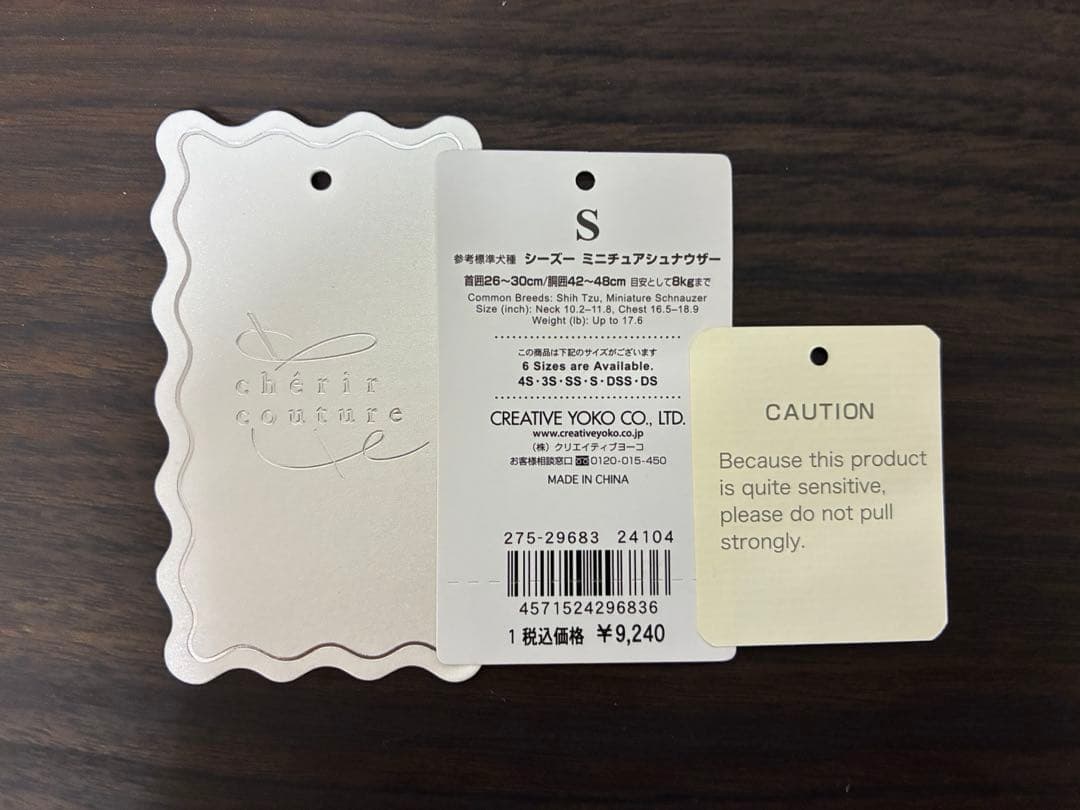 chérir
couture
S
参考標準犬種 シーズー ミニチュアシュナウザー
首囲26〜30cm/胴囲42〜48cm 目安として8kgまで
Common Breeds: Shih Tzu, Miniature Schnauzer
Size (inch): Neck 10.2–11.8, Chest 16.5–18.9
Weight (lb): Up to 17.6
この商品は下記のサイズがございます
6 Sizes are Available.
4S・3S・SS・S・DSS・DS
CREATIVE YOKO CO., LTD.
www.creativeyoko.co.jp
(株) クリエイティブヨーコ
お客様相談窓口 0120-015-450
MADE IN CHINA
275-29683 24104
4571524296836
1 税込価格 ¥9,240
CAUTION
Because this product
is quite sensitive,
please do not pull
strongly.